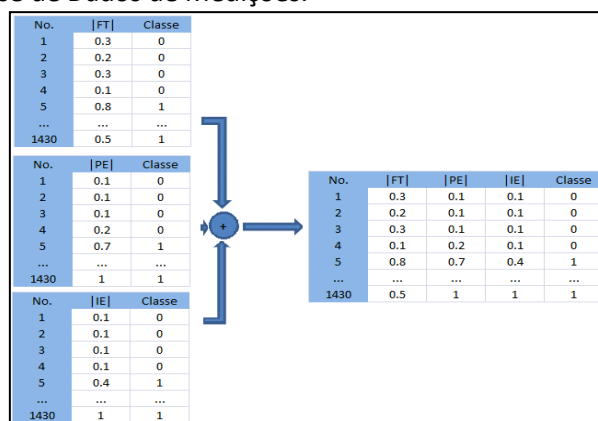 No. |FT| Classe
1 0.3 0
2 0.2 0
3 0.3 0
4 0.1 0
5 0.8 1
... ... ...
1430 0.5 1
No. |PE| Classe
1 0.1 0
2 0.1 0
3 0.1 0
4 0.2 0
5 0.7 1
... ... ...
1430 1 1
No. |IE| Classe
1 0.1 0
2 0.1 0
3 0.1 0
4 0.1 0
5 0.4 1
... ... ...
1430 1 1
+
No. |FT| |PE| |IE| Classe
1 0.3 0.1 0.1 0
2 0.2 0.1 0.1 0
3 0.3 0.1 0.1 0
4 0.1 0.2 0.1 0
5 0.8 0.7 0.4 1
... ... ... ... ...
1430 0.5 1 1 1